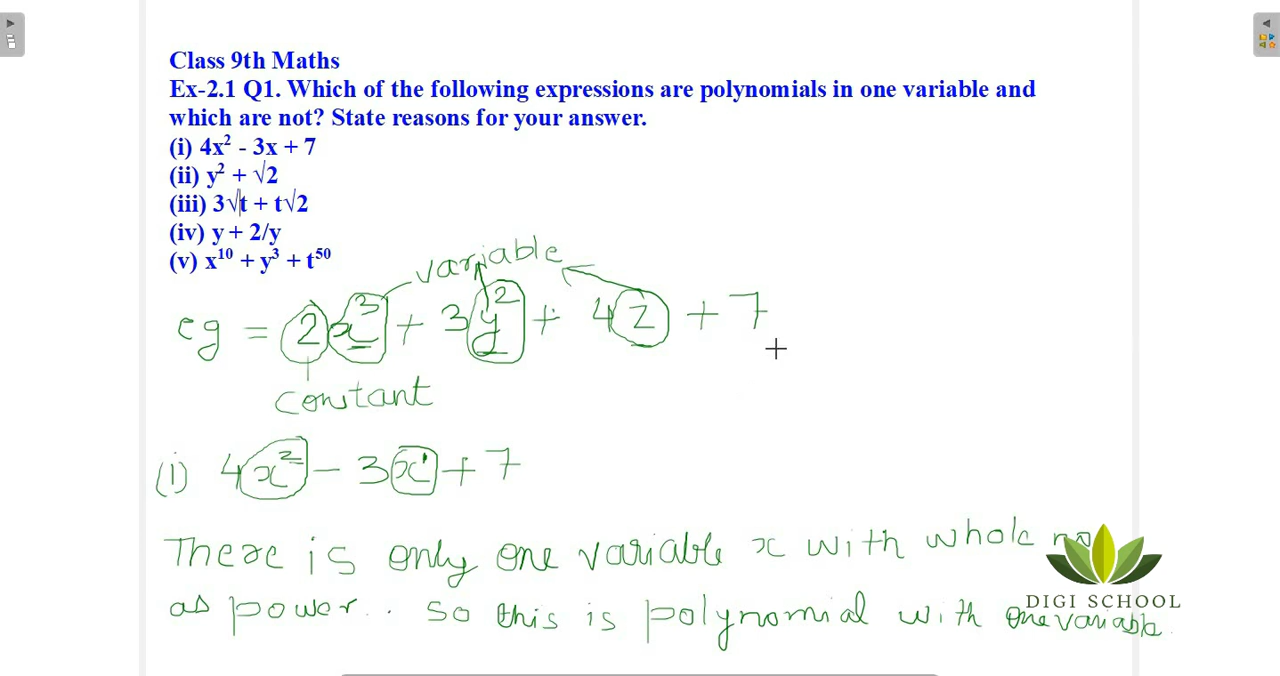 Class 9th Maths
Ex-2.1 Q1. Which of the following expressions are polynomials in one variable and
which are not? State reasons for your answer.
(i) 4x² - 3x + 7
(ii) y² + √2
(iii) 3√t + t√2
(iv) y + 2/y
(v) x¹⁰ + y³ + t⁵⁰
variable
eg = 2x³ + 3y² + 4z + 7
constant
(i) 4x² - 3x¹ + 7
There is only one variable x with whole no
as power. So this is polynomial with one variable.
DIGI SCHOOL